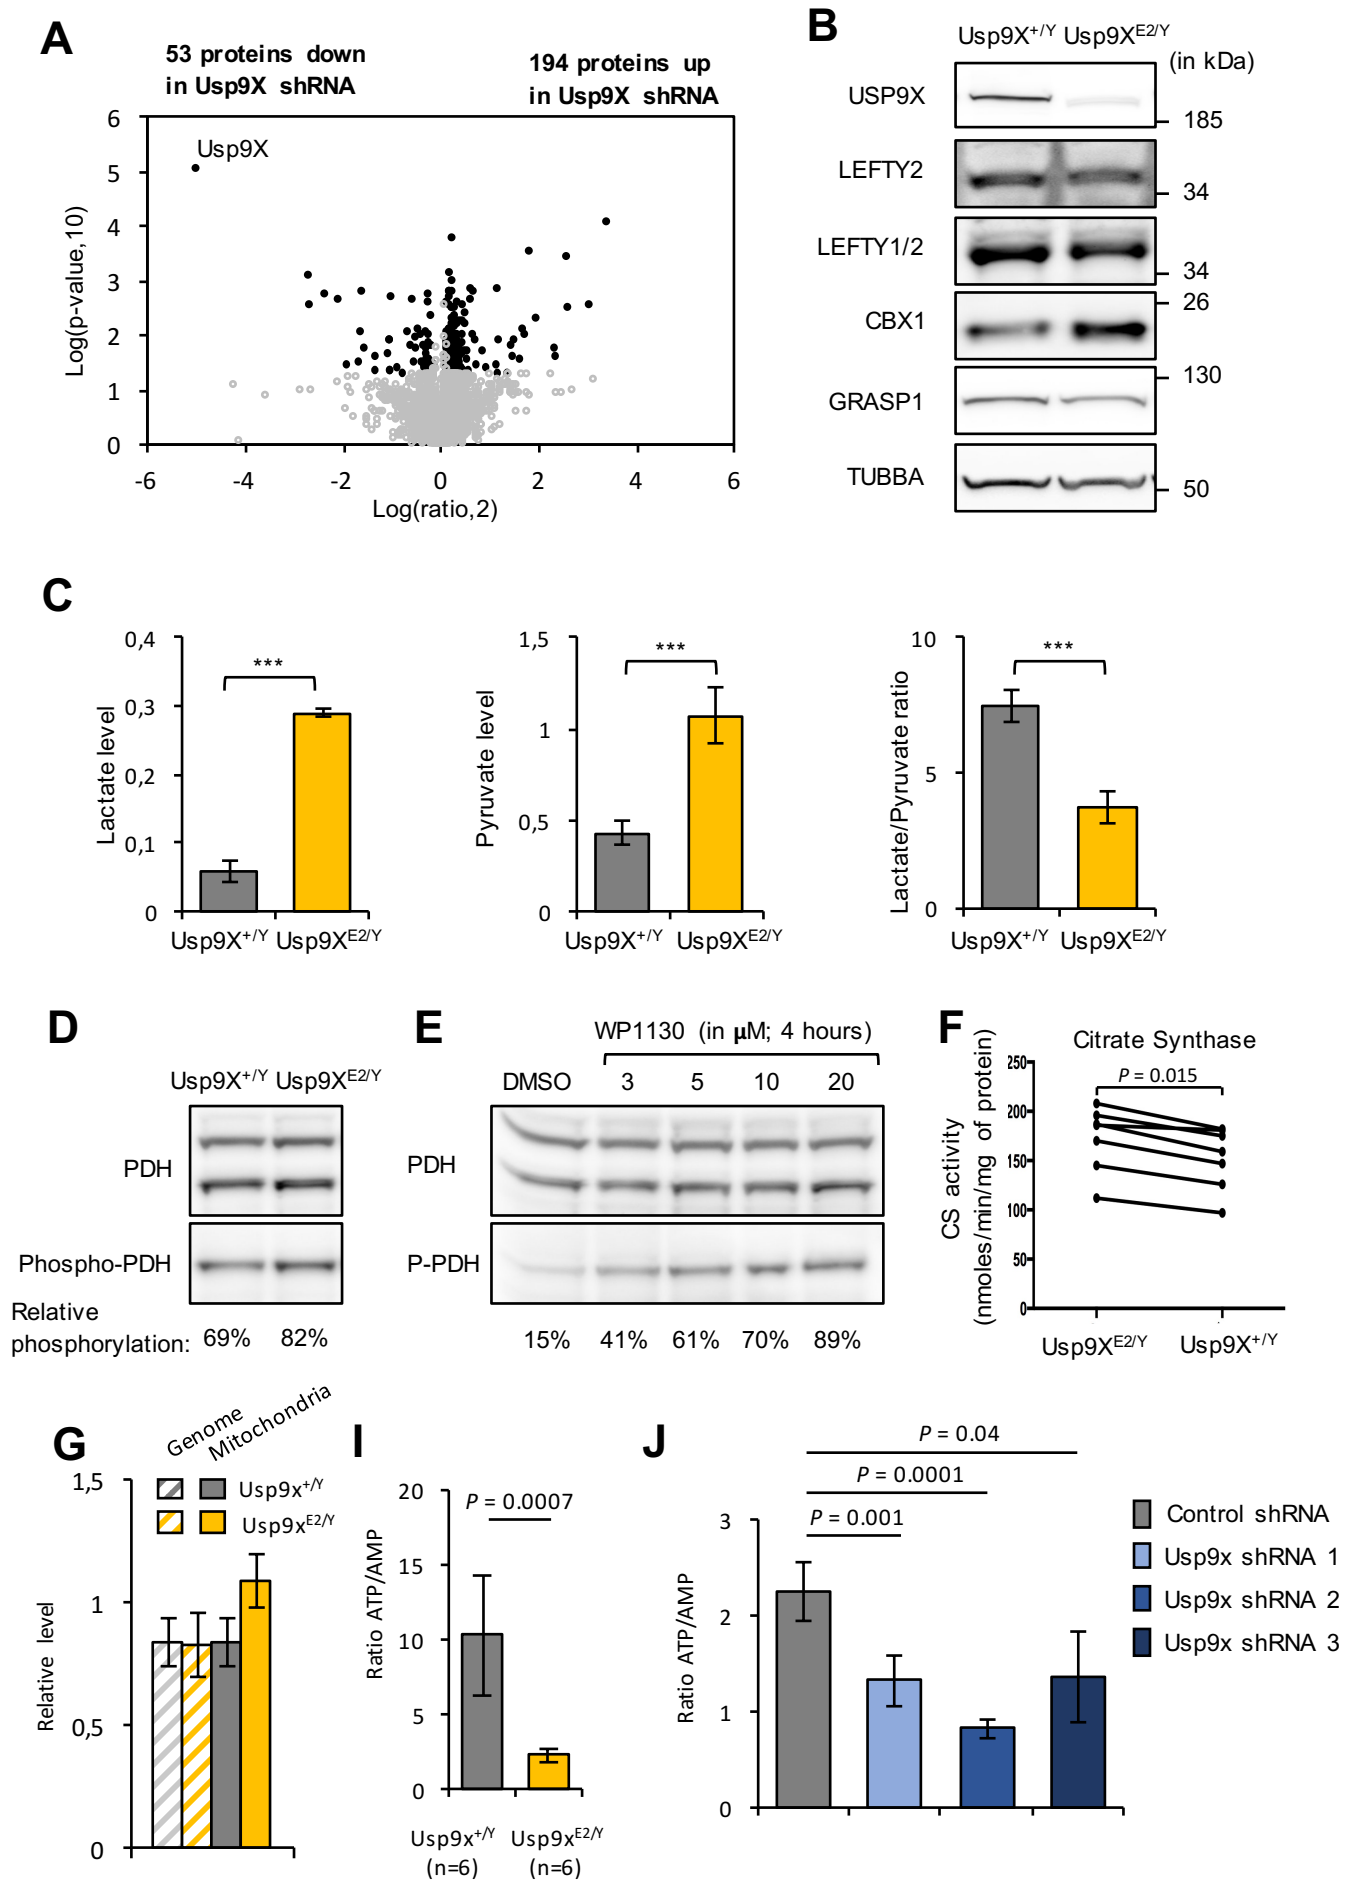 A
53 proteins down
in Usp9X shRNA
194 proteins up
in Usp9X shRNA
Usp9X
6
5
4
3
2
1
0
-6
-4
-2
0
2
4
6
Log(p-value,10)
Log(ratio,2)
B
Usp9X+/Y Usp9XE2/Y
(in kDa)
USP9X
185
LEFTY2
34
LEFTY1/2
34
26
CBX1
130
GRASP1
TUBBA
50
C
Lactate level
0,4
0,3
0,2
0,1
0
***
Usp9X+/Y Usp9XE2/Y
Pyruvate level
1,5
1
0,5
0
***
Usp9X+/Y Usp9XE2/Y
Lactate/Pyruvate ratio
10
5
0
***
Usp9X+/Y Usp9XE2/Y
D
Usp9X+/Y Usp9XE2/Y
PDH
Phospho-PDH
Relative
phosphorylation: 69% 82%
E
WP1130 (in μM; 4 hours)
DMSO 3 5 10 20
PDH
P-PDH
15% 41% 61% 70% 89%
F
Citrate Synthase
P = 0.015
CS activity
(nmoles/min/mg of protein)
250
200
150
100
50
0
Usp9XE2/Y Usp9X+/Y
G
Genome
Mitochondria
Usp9x+/Y
Usp9xE2/Y
Relative level
1,5
1
0,5
0
I
Ratio ATP/AMP
20
15
10
5
0
P = 0.0007
Usp9x+/Y Usp9xE2/Y
(n=6) (n=6)
J
P = 0.04
P = 0.0001
P = 0.001
Ratio ATP/AMP
3
2
1
0
Control shRNA
Usp9x shRNA 1
Usp9x shRNA 2
Usp9x shRNA 3